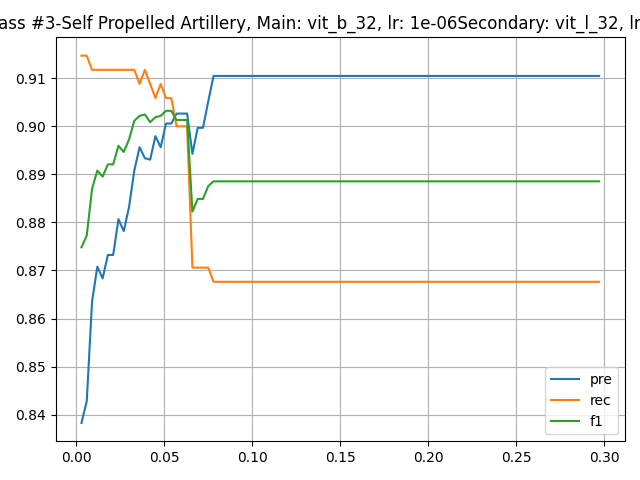 ass #3-Self Propelled Artillery, Main: vit_b_32, lr: 1e-06Secondary: vit_l_32, lr
0.91
0.90
0.89
0.88
0.87
0.86
0.85
0.84
0.00 0.05 0.10 0.15 0.20 0.25 0.30
pre
rec
f1